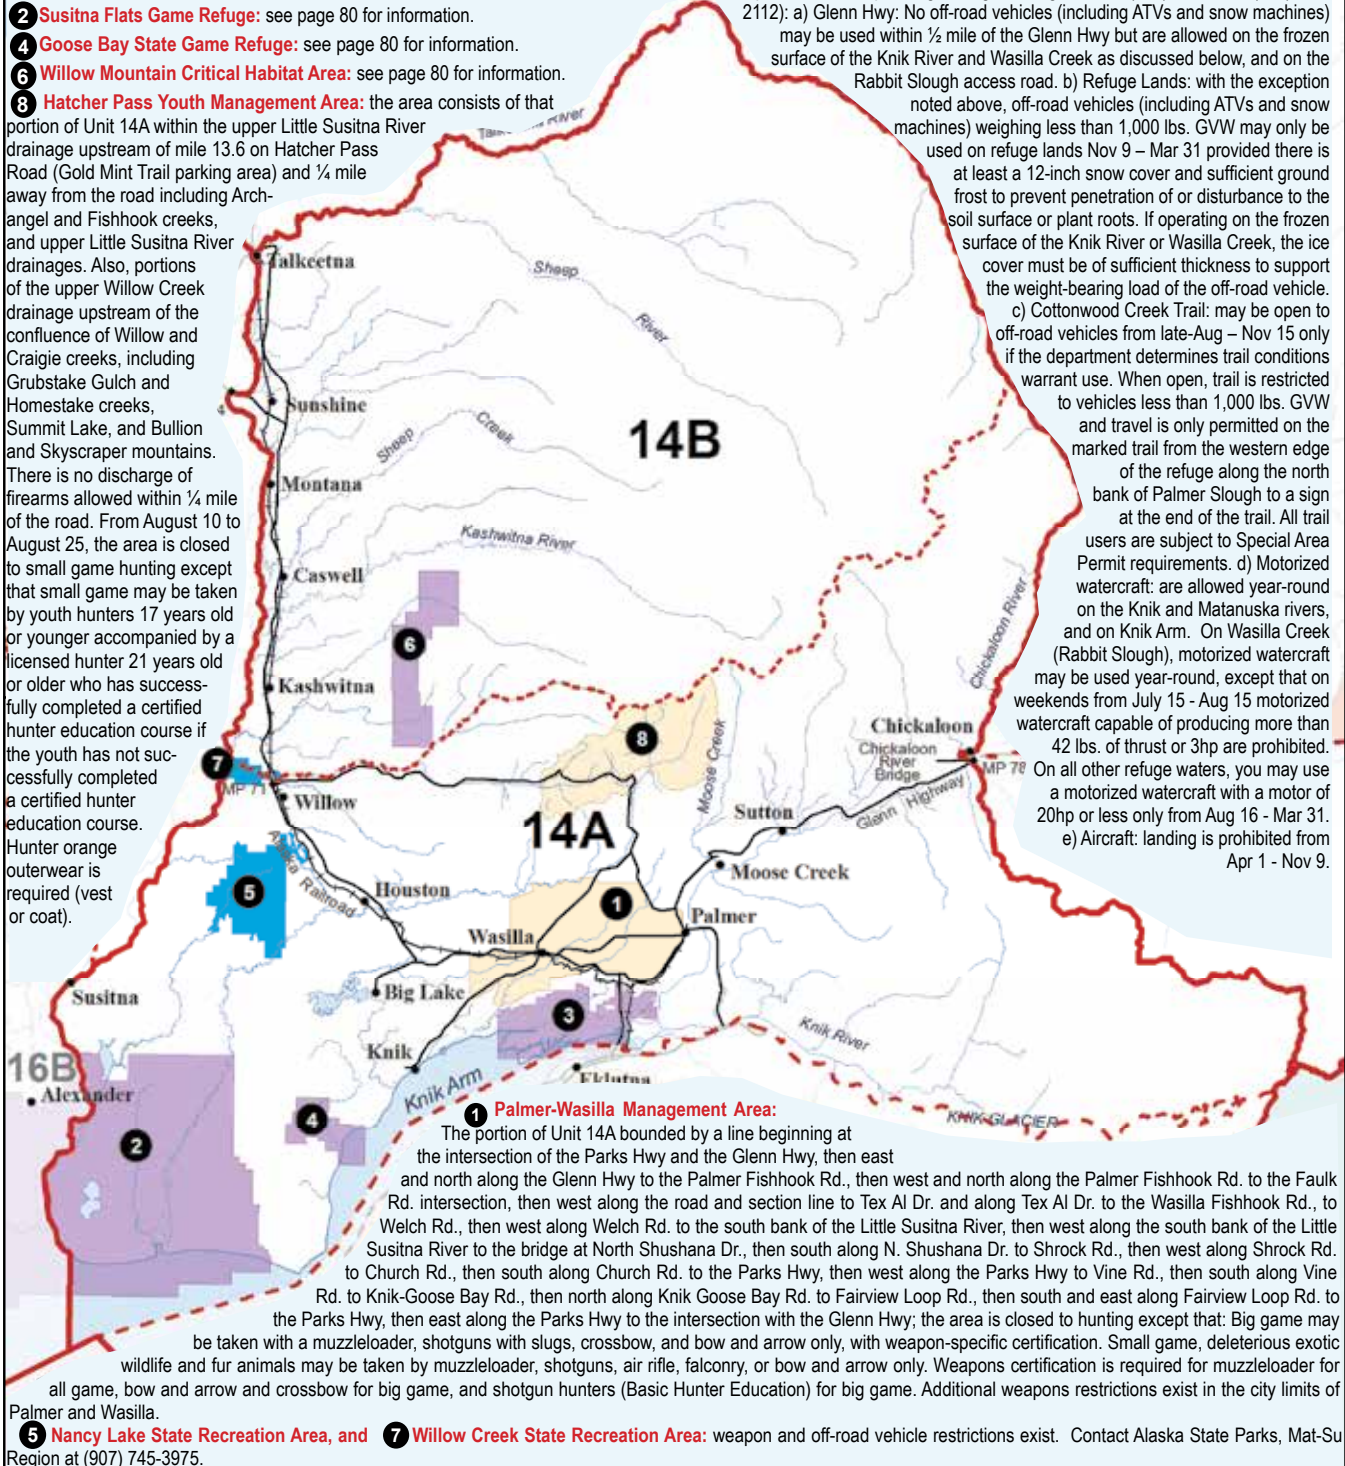 2 Susitna Flats Game Refuge: see page 80 for information.
4 Goose Bay State Game Refuge: see page 80 for information.
6 Willow Mountain Critical Habitat Area: see page 80 for information.
8 Hatcher Pass Youth Management Area: the area consists of that
portion of Unit 14A within the upper Little Susitna River
drainage upstream of mile 13.6 on Hatcher Pass
Road (Gold Mint Trail parking area) and ¼ mile
away from the road including Arch-
angel and Fishhook creeks,
and upper Little Susitna River
drainages. Also, portions
of the upper Willow Creek
drainage upstream of the
confluence of Willow and
Craigie creeks, including
Grubstake Gulch and
Homestake creeks,
Summit Lake, and Bullion
and Skyscraper mountains.
There is no discharge of
firearms allowed within ¼ mile
of the road. From August 10 to
August 25, the area is closed
to small game hunting except
that small game may be taken
by youth hunters 17 years old
or younger accompanied by a
licensed hunter 21 years old
or older who has success-
fully completed a certified
hunter education course if
the youth has not suc-
cessfully completed
a certified hunter
education course.
Hunter orange
outerwear is
required (vest
or coat).
2112): a) Glenn Hwy: No off-road vehicles (including ATVs and snow machines)
may be used within ½ mile of the Glenn Hwy but are allowed on the frozen
surface of the Knik River and Wasilla Creek as discussed below, and on the
Rabbit Slough access road. b) Refuge Lands: with the exception
noted above, off-road vehicles (including ATVs and snow
machines) weighing less than 1,000 lbs. GVW may only be
used on refuge lands Nov 9 – Mar 31 provided there is
at least a 12-inch snow cover and sufficient ground
frost to prevent penetration of or disturbance to the
soil surface or plant roots. If operating on the frozen
surface of the Knik River or Wasilla Creek, the ice
cover must be of sufficient thickness to support
the weight-bearing load of the off-road vehicle.
c) Cottonwood Creek Trail: may be open to
off-road vehicles from late-Aug – Nov 15 only
if the department determines trail conditions
warrant use. When open, trail is restricted
to vehicles less than 1,000 lbs. GVW
and travel is only permitted on the
marked trail from the western edge
of the refuge along the north
bank of Palmer Slough to a sign
at the end of the trail. All trail
users are subject to Special Area
Permit requirements. d) Motorized
watercraft: are allowed year-round
on the Knik and Matanuska rivers,
and on Knik Arm. On Wasilla Creek
(Rabbit Slough), motorized watercraft
may be used year-round, except that on
weekends from July 15 - Aug 15 motorized
watercraft capable of producing more than
42 lbs. of thrust or 3hp are prohibited.
On all other refuge waters, you may use
a motorized watercraft with a motor of
20hp or less only from Aug 16 - Mar 31.
e) Aircraft: landing is prohibited from
Apr 1 - Nov 9.
River
Talkeetna
Sheep
River
Sunshine
4
Sheep
Creek
14B
Montana
Kashwitna River
Caswell
6
Chickaloon River
Kashwitna
8
Moose Creek
Chickaloon
Chickaloon
River
Bridge
MP 78
7
MP 71
Willow
Sutton
Glenn Highway
14A
Alaska Railroad
Moose Creek
5
Houston
1
Palmer
Wasilla
Susitna
Big Lake
3
Knik River
Knik
16B
Alexander
Eklutna
Knik Arm
KNIK GLACIER
4
2
1 Palmer-Wasilla Management Area:
The portion of Unit 14A bounded by a line beginning at
the intersection of the Parks Hwy and the Glenn Hwy, then east
and north along the Glenn Hwy to the Palmer Fishhook Rd., then west and north along the Palmer Fishhook Rd. to the Faulk
Rd. intersection, then west along the road and section line to Tex Al Dr. and along Tex Al Dr. to the Wasilla Fishhook Rd., to
Welch Rd., then west along Welch Rd. to the south bank of the Little Susitna River, then west along the south bank of the Little
Susitna River to the bridge at North Shushana Dr., then south along N. Shushana Dr. to Shrock Rd., then west along Shrock Rd.
to Church Rd., then south along Church Rd. to the Parks Hwy, then west along the Parks Hwy to Vine Rd., then south along Vine
Rd. to Knik-Goose Bay Rd., then north along Knik Goose Bay Rd. to Fairview Loop Rd., then south and east along Fairview Loop Rd. to
the Parks Hwy, then east along the Parks Hwy to the intersection with the Glenn Hwy; the area is closed to hunting except that: Big game may
be taken with a muzzleloader, shotguns with slugs, crossbow, and bow and arrow only, with weapon-specific certification. Small game, deleterious exotic
wildlife and fur animals may be taken by muzzleloader, shotguns, air rifle, falconry, or bow and arrow only. Weapons certification is required for muzzleloader for
all game, bow and arrow and crossbow for big game, and shotgun hunters (Basic Hunter Education) for big game. Additional weapons restrictions exist in the city limits of
Palmer and Wasilla.
5 Nancy Lake State Recreation Area, and 7 Willow Creek State Recreation Area: weapon and off-road vehicle restrictions exist. Contact Alaska State Parks, Mat-Su
Region at (907) 745-3975.